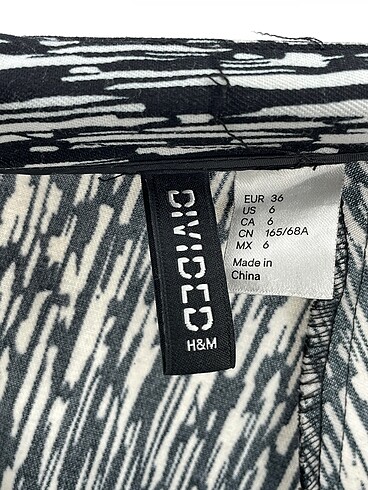 DIVIDED
H&M
EUR 36
US 6
CA 6
CN 165/68A
MX 6
Made in
China